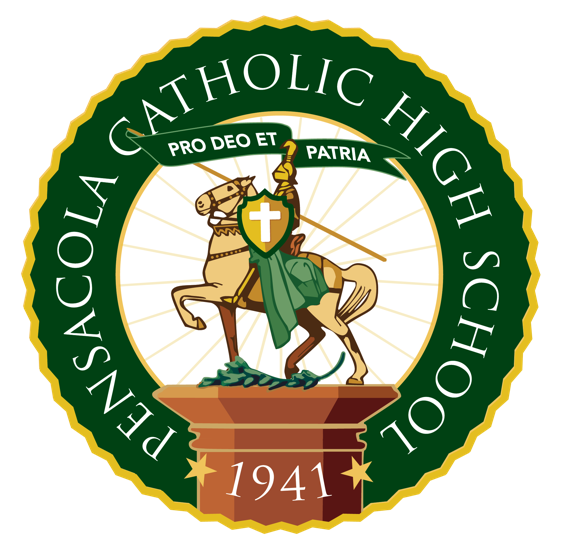 PENSACOLA CATHOLIC HIGH SCHOOL
PRO DEO ET PATRIA
1941